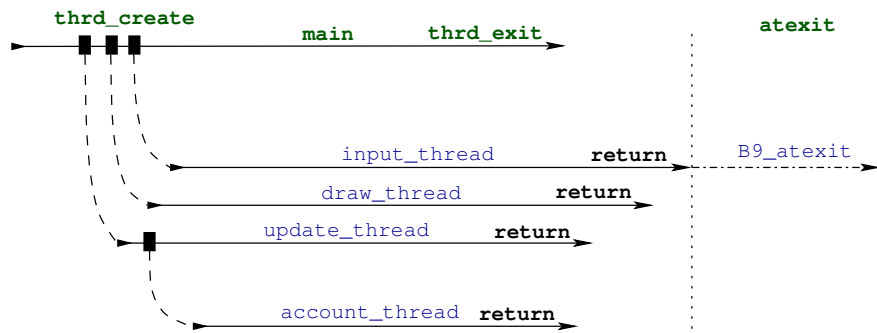 thrd_create
atexit
main thrd_exit
input_thread return B9_atexit
draw_thread return
update_thread return
account_thread return